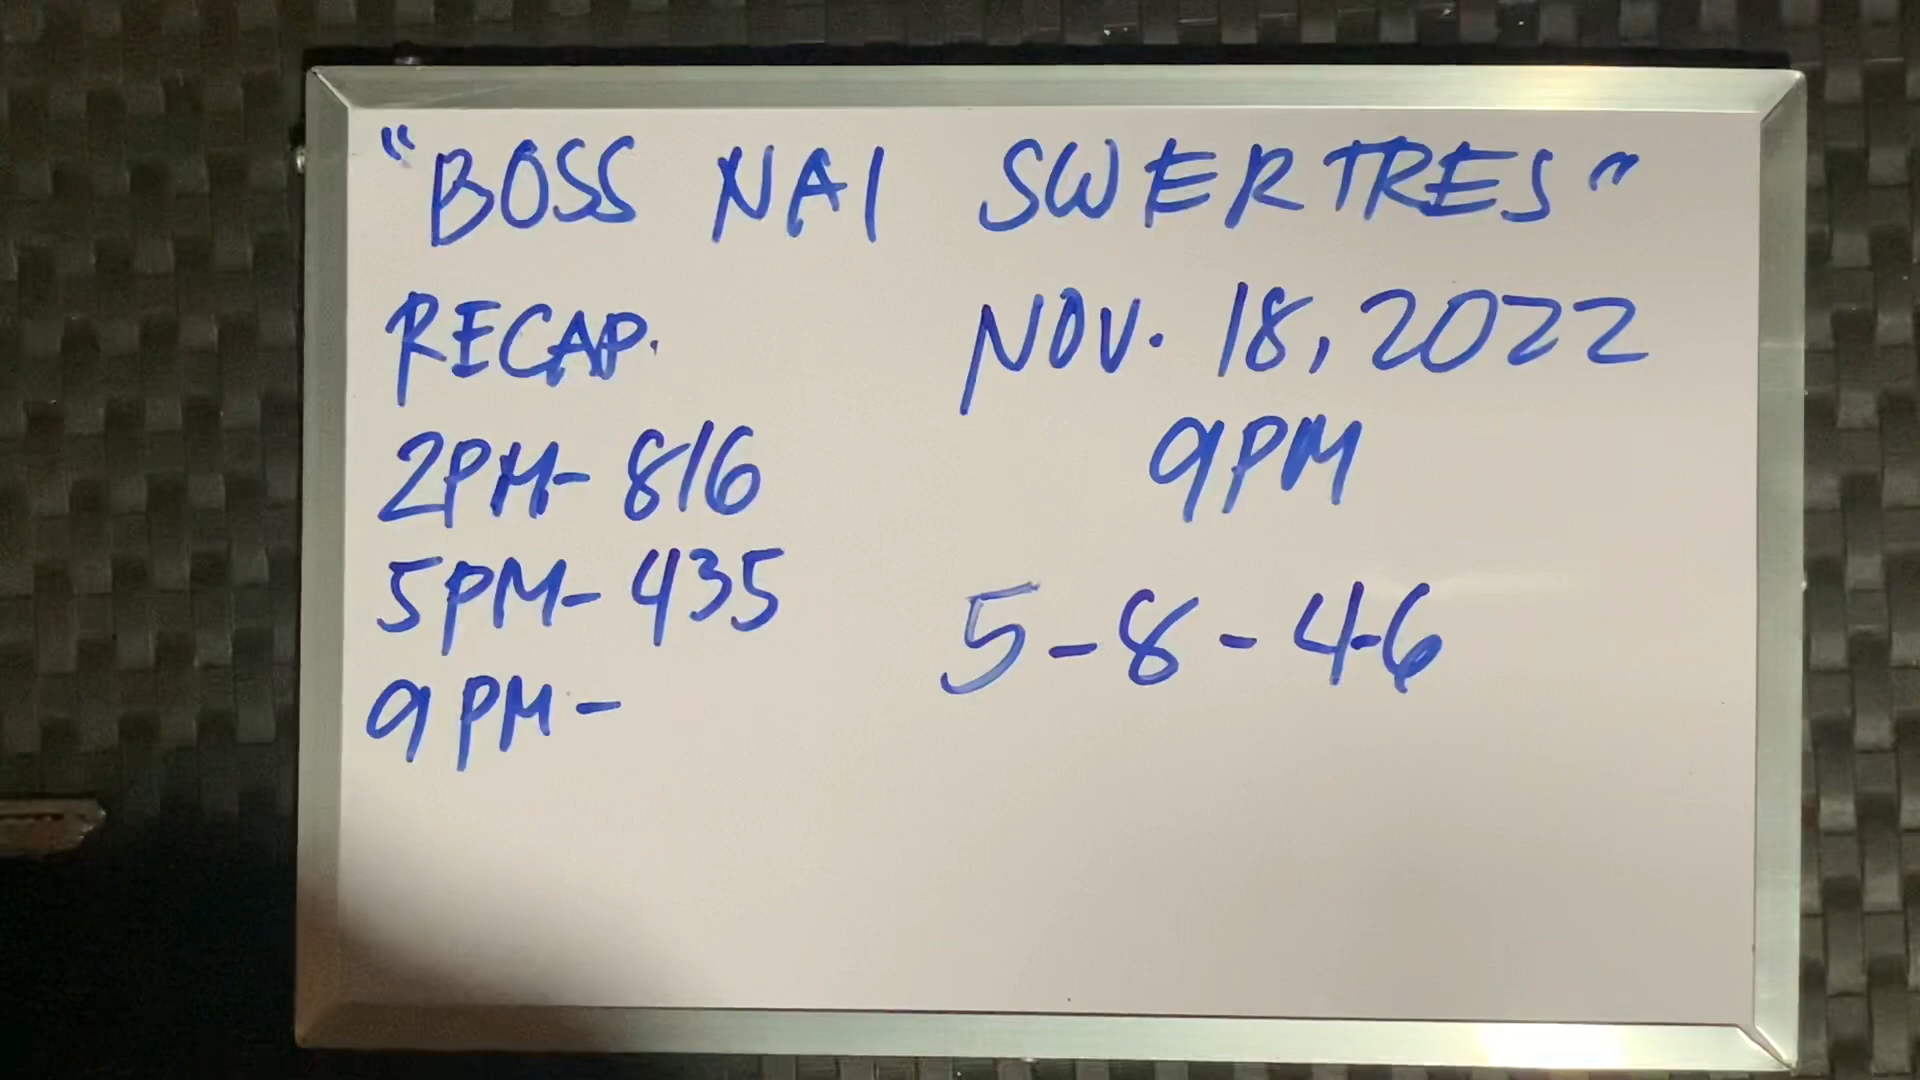 "BOSS NAI SWERTRES"
RECAP.
2PM- 816
5PM- 435
9PM-
NOV. 18, 2022
9PM
5-8-4-6